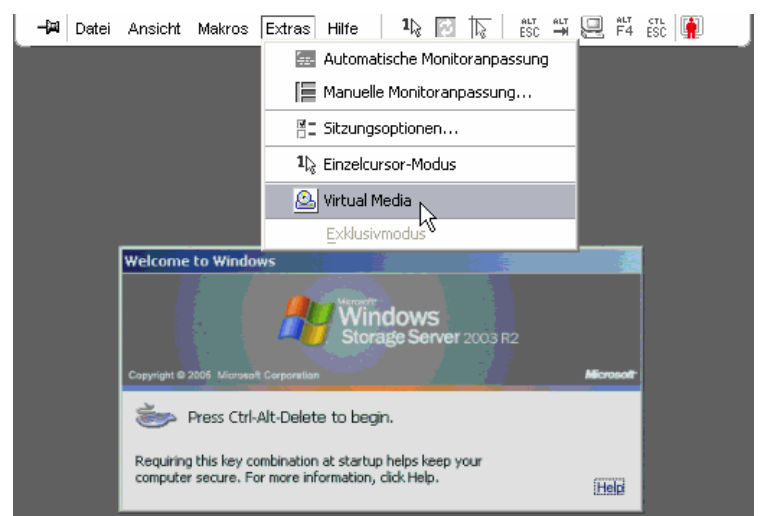 Datei Ansicht Makros Extras Hilfe 1 ALT ESC ALT ALT F4 CTL ESC
Automatische Monitoranpassung
Manuelle Monitoranpassung...
Sitzungsoptionen...
1 Einzelcursor-Modus
Virtual Media
Exklusivmodus
Welcome to Windows
Microsoft
Windows
Storage Server 2003 R2
Copyright © 2005 Microsoft Corporation
Microsoft
Press Ctrl-Alt-Delete to begin.
Requiring this key combination at startup helps keep your
computer secure. For more information, click Help.
Help